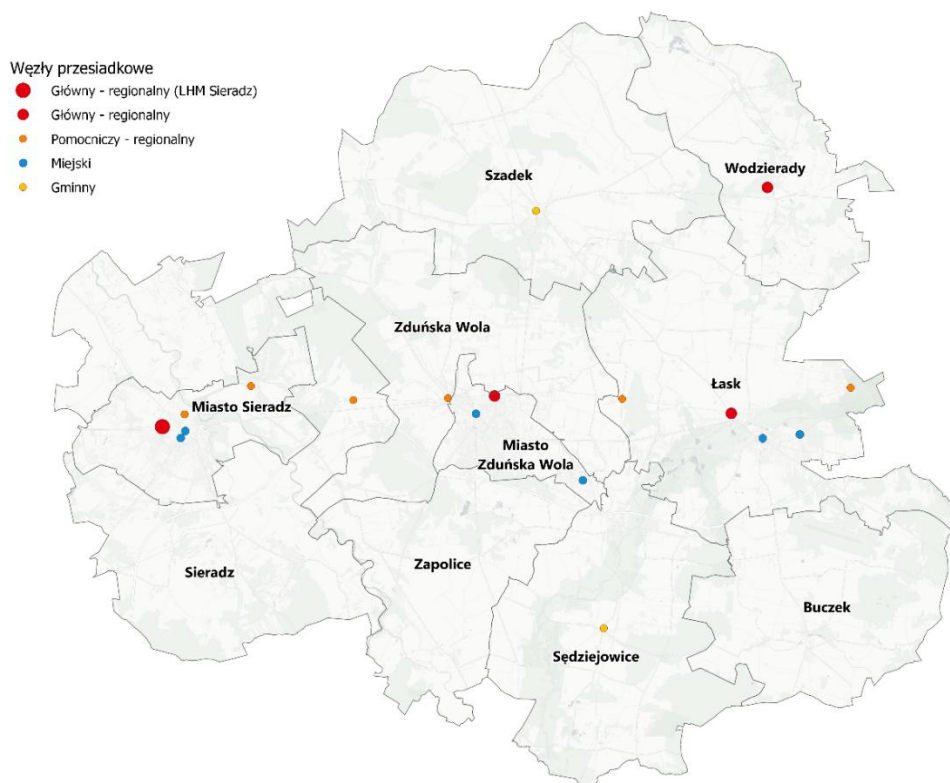 Węzły przesiadkowe
Główny - regionalny (LHM Sieradz)
Główny - regionalny
Pomocniczy - regionalny
Miejski
Gminny
Szadek
Wodzierady
Zduńska Wola
Łask
Miasto Sieradz
Miasto
Zduńska Wola
Sieradz
Zapolice
Buczek
Sędziejowice